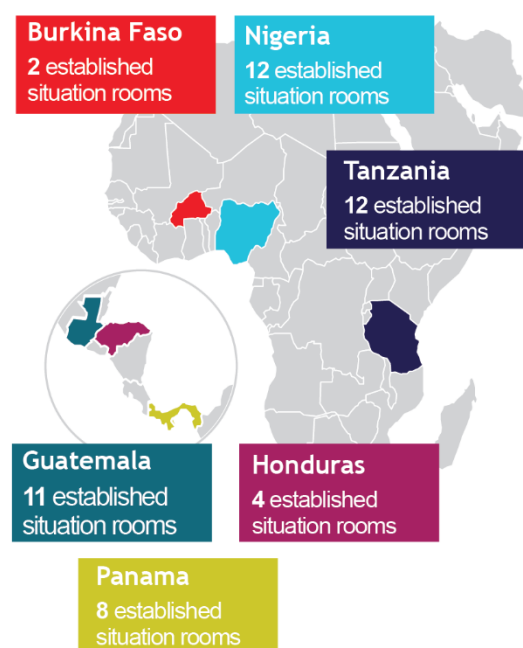 Burkina Faso
2 established
situation rooms
Nigeria
12 established
situation rooms
Tanzania
12 established
situation rooms
Guatemala
11 established
situation rooms
Honduras
4 established
situation rooms
Panama
8 established
situation rooms